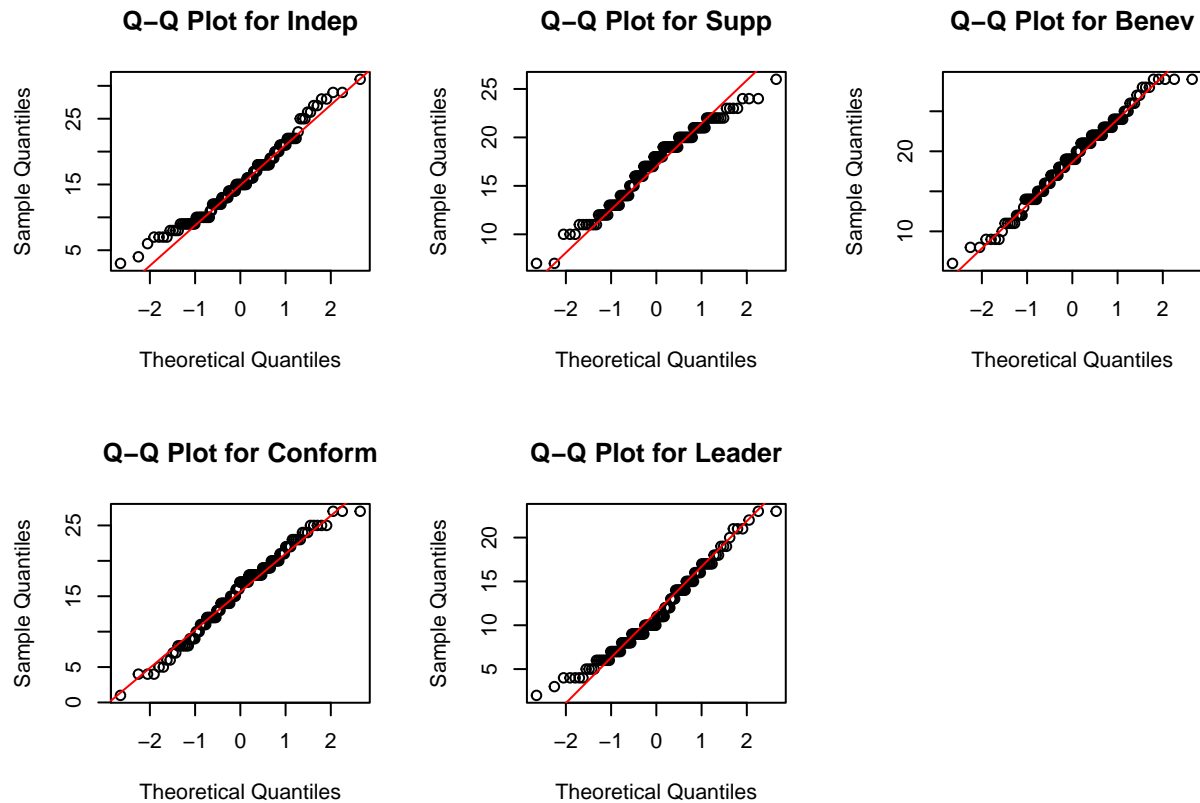 Q−Q Plot for Indep
Sample Quantiles
5
15
25
−2 −1 0 1 2
Theoretical Quantiles
Q−Q Plot for Supp
Sample Quantiles
10
15
20
25
−2 −1 0 1 2
Theoretical Quantiles
Q−Q Plot for Benev
Sample Quantiles
10
20
−2 −1 0 1 2
Theoretical Quantiles
Q−Q Plot for Conform
Sample Quantiles
0
5
15
25
−2 −1 0 1 2
Theoretical Quantiles
Q−Q Plot for Leader
Sample Quantiles
5
10
15
20
−2 −1 0 1 2
Theoretical Quantiles